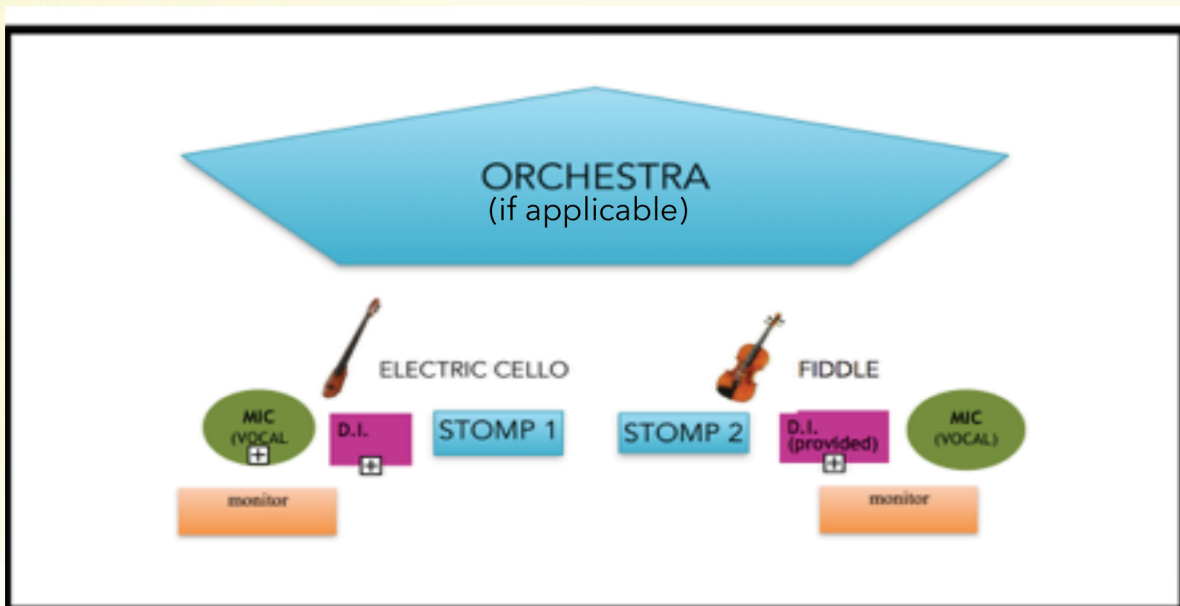 ORCHESTRA
(if applicable)
ELECTRIC CELLO
FIDDLE
MIC
(VOCAL
D.I.
STOMP 1
STOMP 2
D.I.
(provided)
MIC
(VOCAL)
monitor
monitor